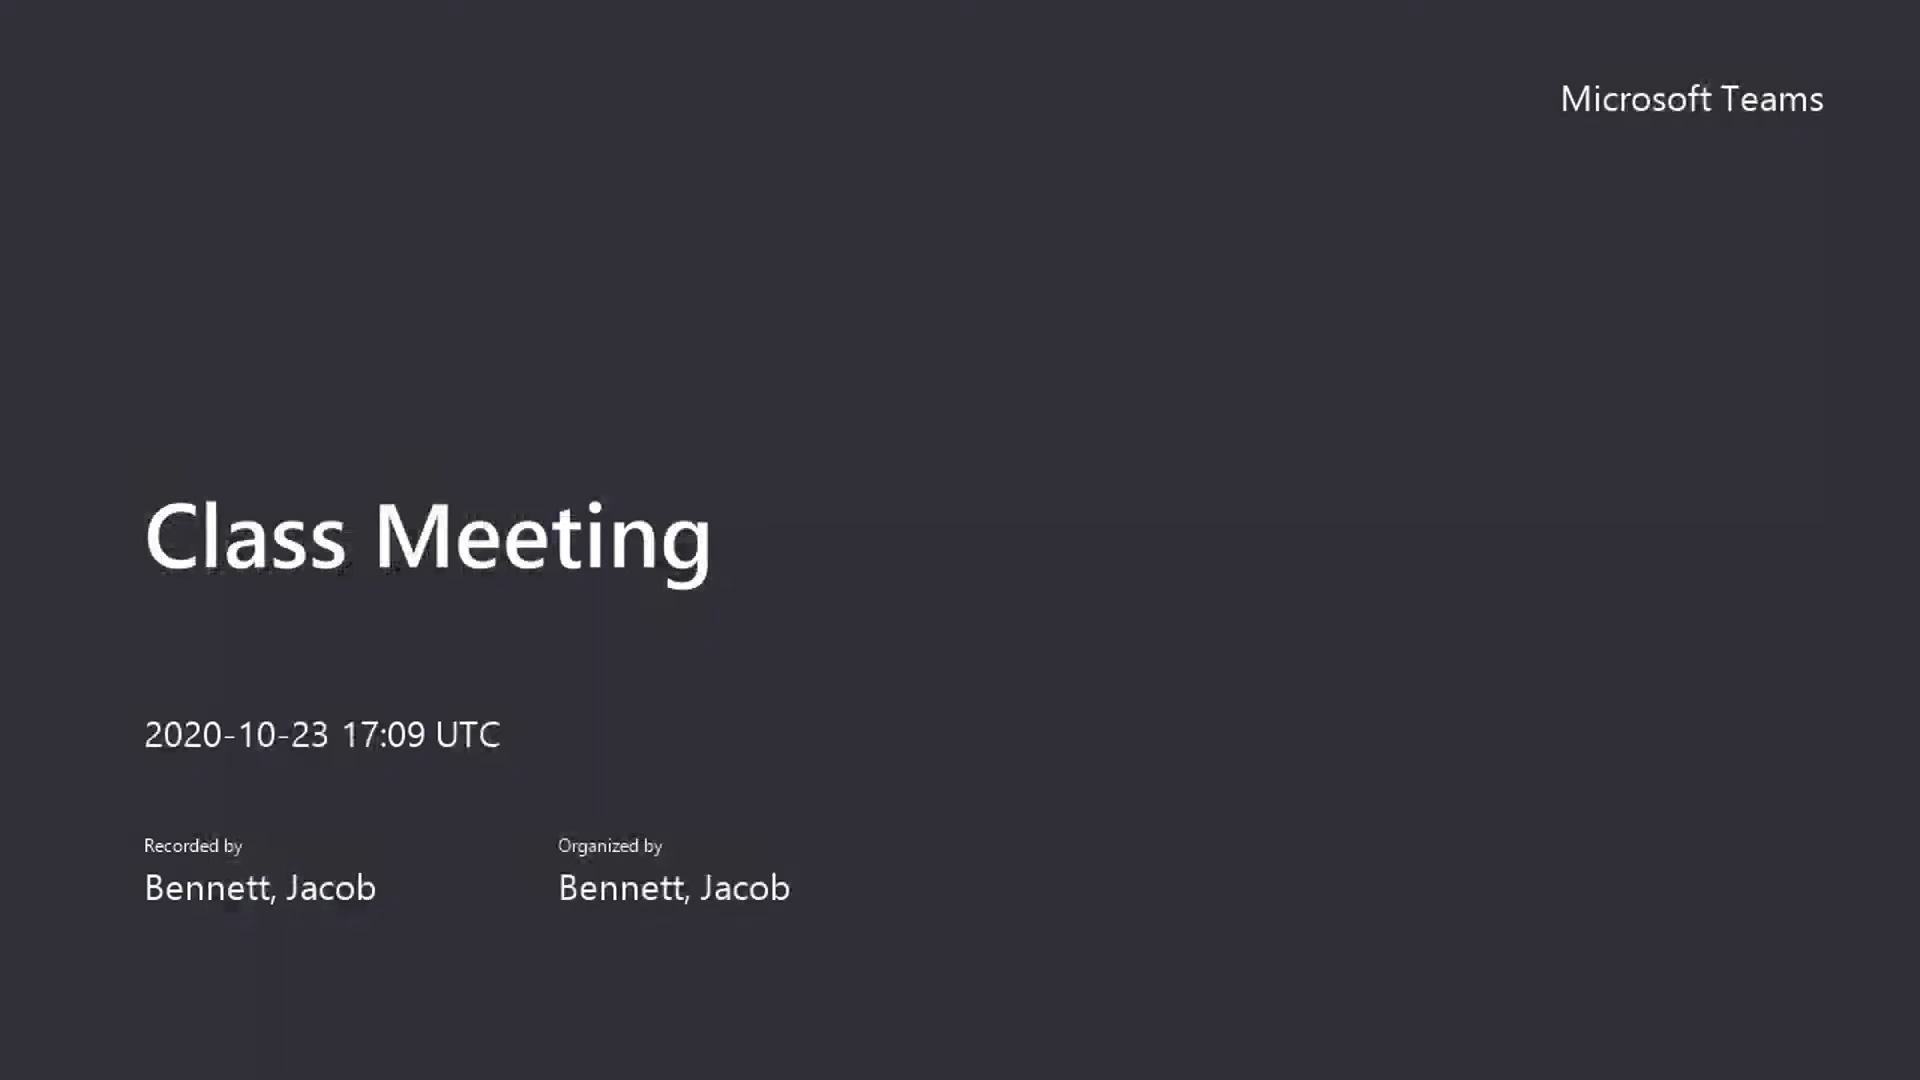 Microsoft Teams
Class Meeting
2020-10-23 17:09 UTC
Recorded by
Bennett, Jacob
Organized by
Bennett, Jacob